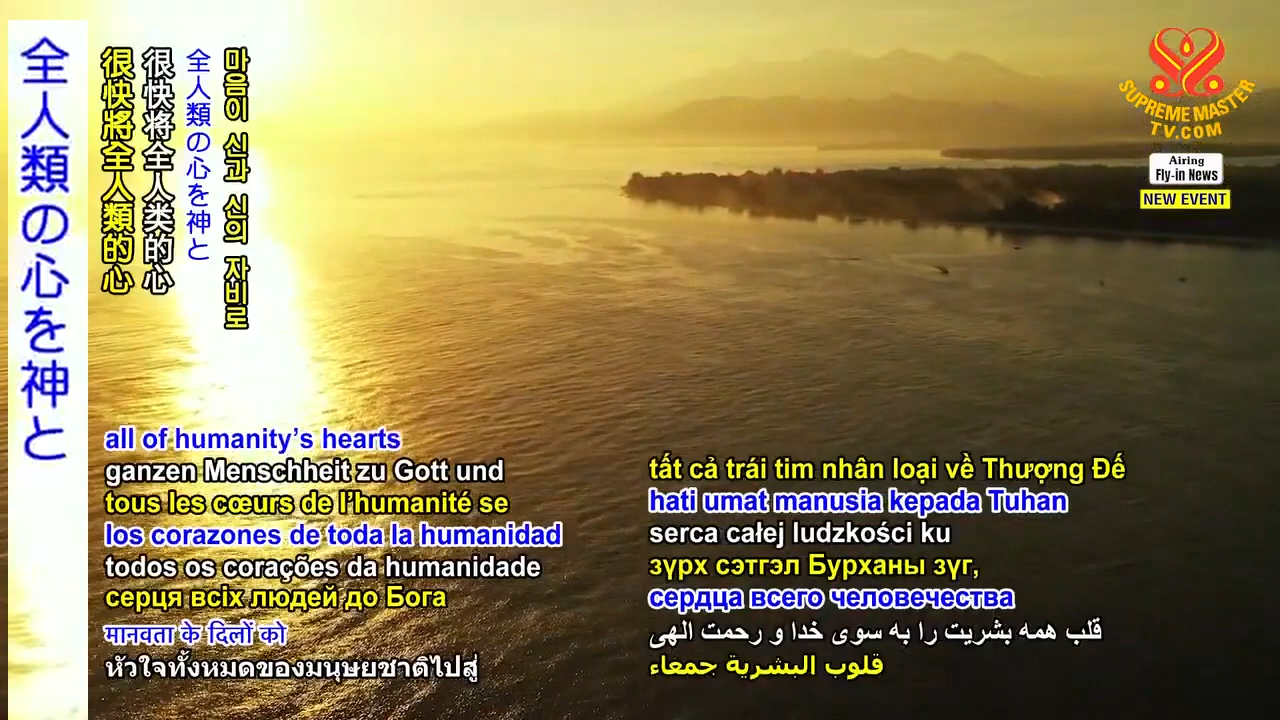 全人類の心を神と
很快將全人類的心
很快将全人类的心
全人類の心を神と
마음이 신과 신의 자비로
SUPREME MASTER
TV.COM
Airing
Fly-in News
NEW EVENT
all of humanity’s hearts
ganzen Menschheit zu Gott und
tous les cœurs de l’humanité se
los corazones de toda la humanidad
todos os corações da humanidade
серця всіх людей до Бога
मानवता के दिलों को
หัวใจทั้งหมดของมนุษยชาติไปสู่
tất cả trái tim nhân loại về Thượng Đế
hati umat manusia kepada Tuhan
serca całej ludzkości ku
зүрх сэтгэл Бурханы зүг,
сердца всего человечества
قلب همه بشریت را به سوی خدا و رحمت الهی
قلوب البشرية جمعاء